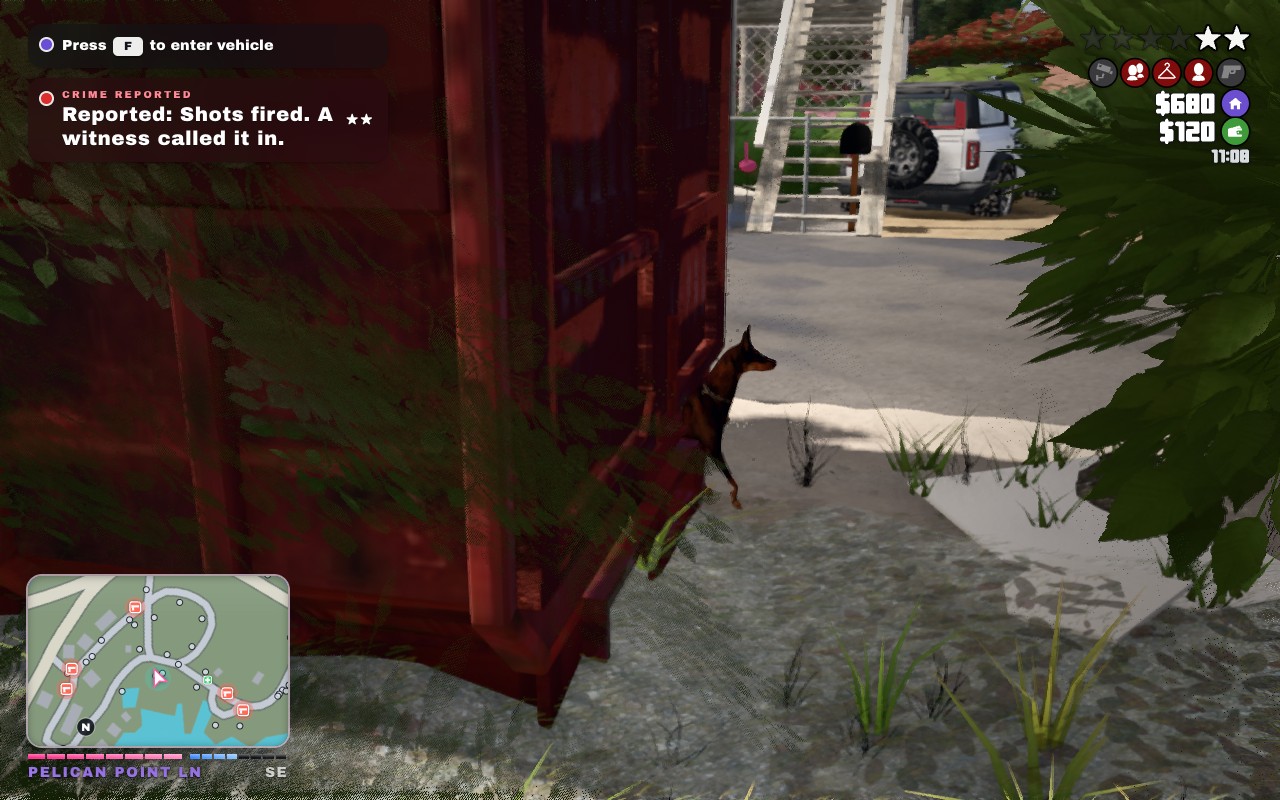 Press F to enter vehicle
CRIME REPORTED
Reported: Shots fired. A
witness called it in.
$680
$120
11:08
N
PELICAN POINT LN
SE